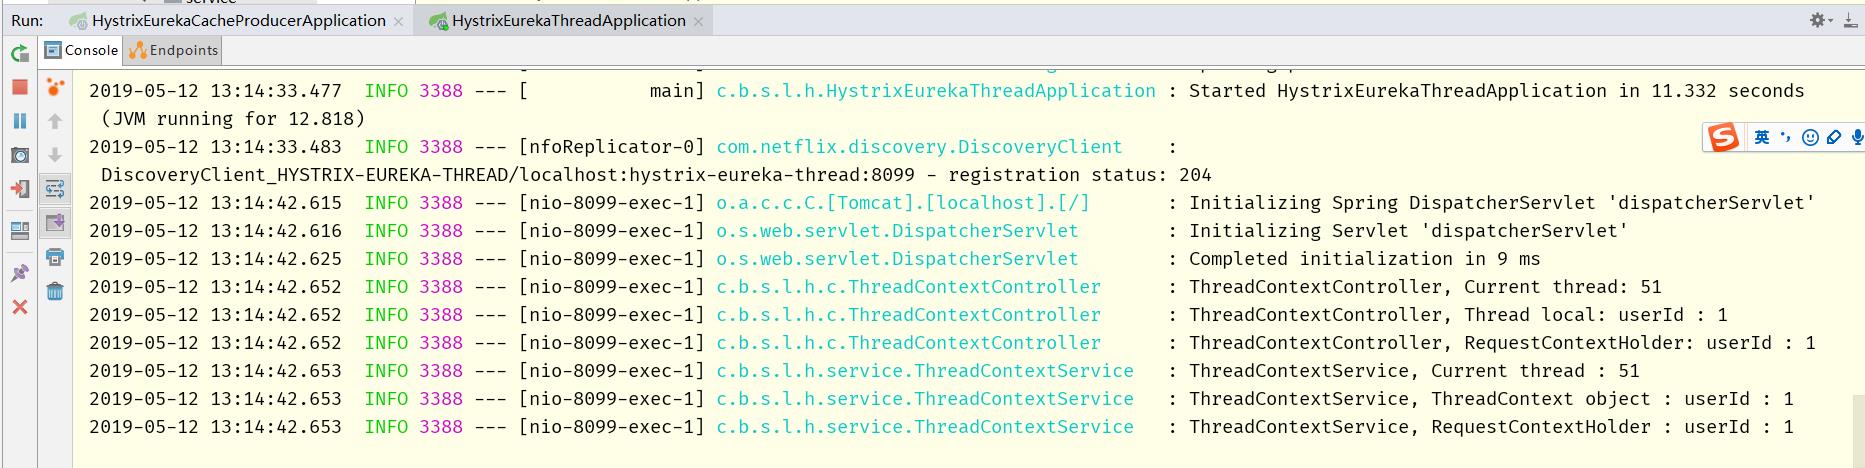 service
Run: HystrixEurekaCacheProducerApplication × HystrixEurekaThreadApplication ×
Console Endpoints
2019-05-12 13:14:33.477  INFO 3388 --- [           main] c.b.s.l.h.HystrixEurekaThreadApplication : Started HystrixEurekaThreadApplication in 11.332 seconds
(JVM running for 12.818)
2019-05-12 13:14:33.483  INFO 3388 --- [nfoReplicator-0] com.netflix.discovery.DiscoveryClient    :
DiscoveryClient_HYSTRIX-EUREKA-THREAD/localhost:hystrix-eureka-thread:8099 - registration status: 204
2019-05-12 13:14:42.615  INFO 3388 --- [nio-8099-exec-1] o.a.c.c.C.[Tomcat].[localhost].[/]       : Initializing Spring DispatcherServlet 'dispatcherServlet'
2019-05-12 13:14:42.616  INFO 3388 --- [nio-8099-exec-1] o.s.web.servlet.DispatcherServlet        : Initializing Servlet 'dispatcherServlet'
2019-05-12 13:14:42.625  INFO 3388 --- [nio-8099-exec-1] o.s.web.servlet.DispatcherServlet        : Completed initialization in 9 ms
2019-05-12 13:14:42.652  INFO 3388 --- [nio-8099-exec-1] c.b.s.l.h.c.ThreadContextController      : ThreadContextController, Current thread: 51
2019-05-12 13:14:42.652  INFO 3388 --- [nio-8099-exec-1] c.b.s.l.h.c.ThreadContextController      : ThreadContextController, Thread local: userId : 1
2019-05-12 13:14:42.652  INFO 3388 --- [nio-8099-exec-1] c.b.s.l.h.c.ThreadContextController      : ThreadContextController, RequestContextHolder: userId : 1
2019-05-12 13:14:42.653  INFO 3388 --- [nio-8099-exec-1] c.b.s.l.h.service.ThreadContextService   : ThreadContextService, Current thread : 51
2019-05-12 13:14:42.653  INFO 3388 --- [nio-8099-exec-1] c.b.s.l.h.service.ThreadContextService   : ThreadContextService, ThreadContext object : userId : 1
2019-05-12 13:14:42.653  INFO 3388 --- [nio-8099-exec-1] c.b.s.l.h.service.ThreadContextService   : ThreadContextService, RequestContextHolder : userId : 1
S 英